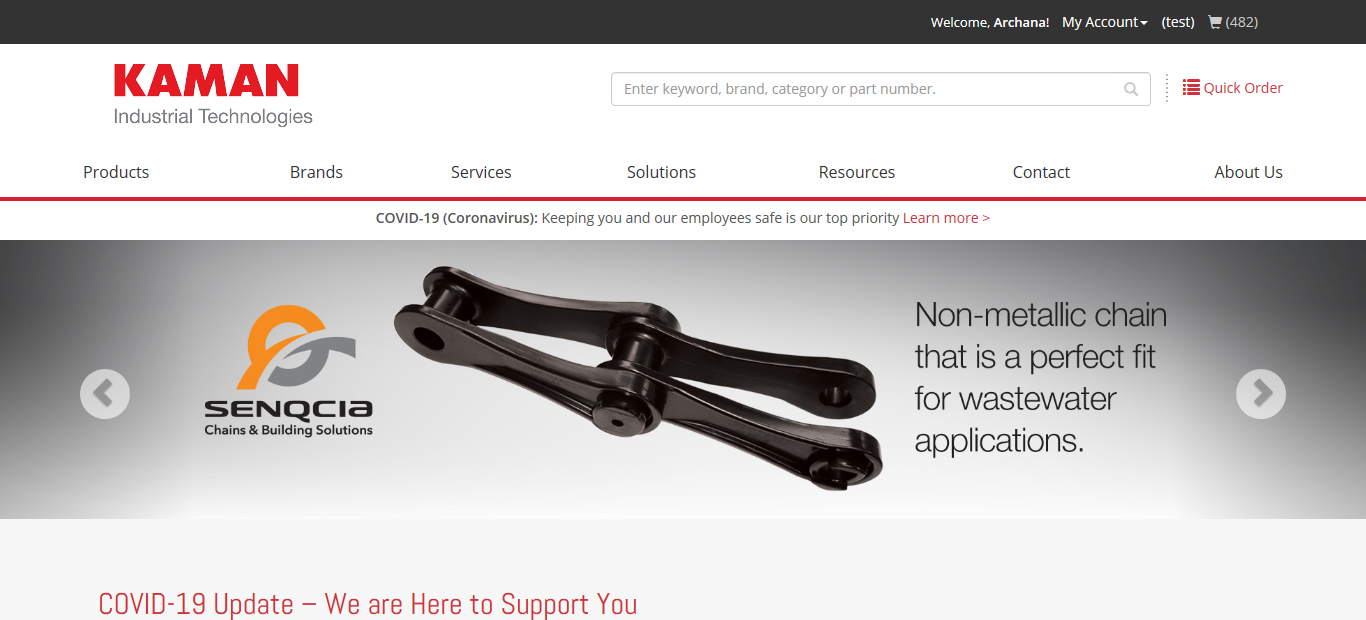 Welcome, Archana! My Account (test) (482)
KAMAN
Industrial Technologies
Enter keyword, brand, category or part number.
Quick Order
Products Brands Services Solutions Resources Contact About Us
COVID-19 (Coronavirus): Keeping you and our employees safe is our top priority Learn more >
SENQCIA
Chains & Building Solutions
Non-metallic chain
that is a perfect fit
for wastewater
applications.
COVID-19 Update – We are Here to Support You